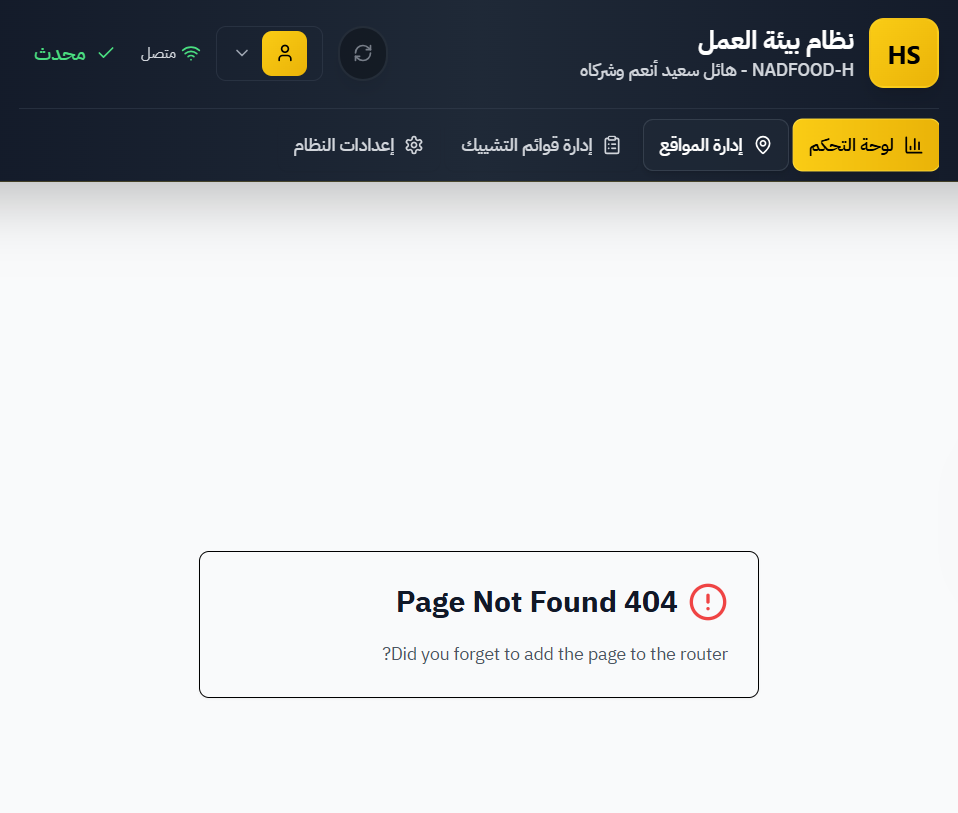 HS
نظام بيئة العمل
NADFOOD-H - هائل سعيد أنعم وشركاه
متصل
محدث
لوحة التحكم
إدارة المواقع
إدارة قوائم التشييك
إعدادات النظام
404 Page Not Found
Did you forget to add the page to the router?